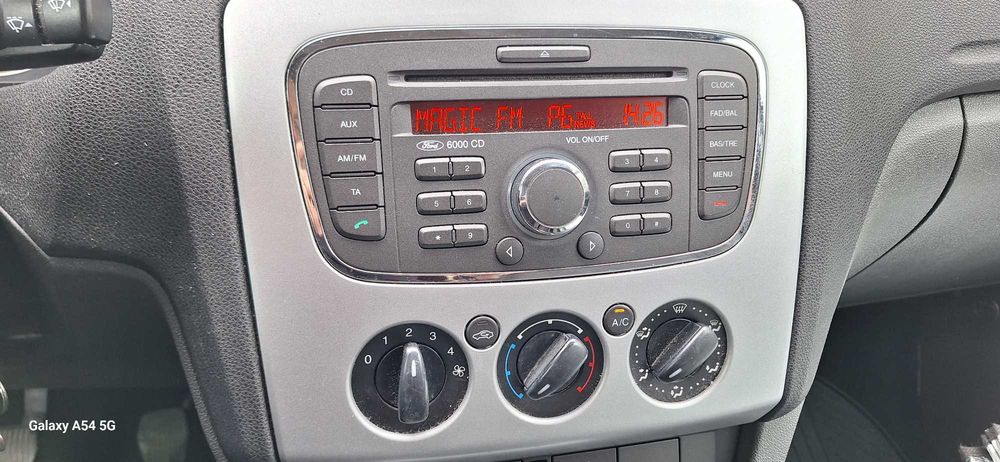 CD
AUX
AM/FM
TA
MAGIC FM P6 14:26
Ford 6000 CD
VOL ON/OFF
1 2
5 6
* 9
3 4
7 8
0
CLOCK
FAD/BAL
BAS/TRE
MENU
0 1 2 3 4
A/C
Galaxy A54 5G